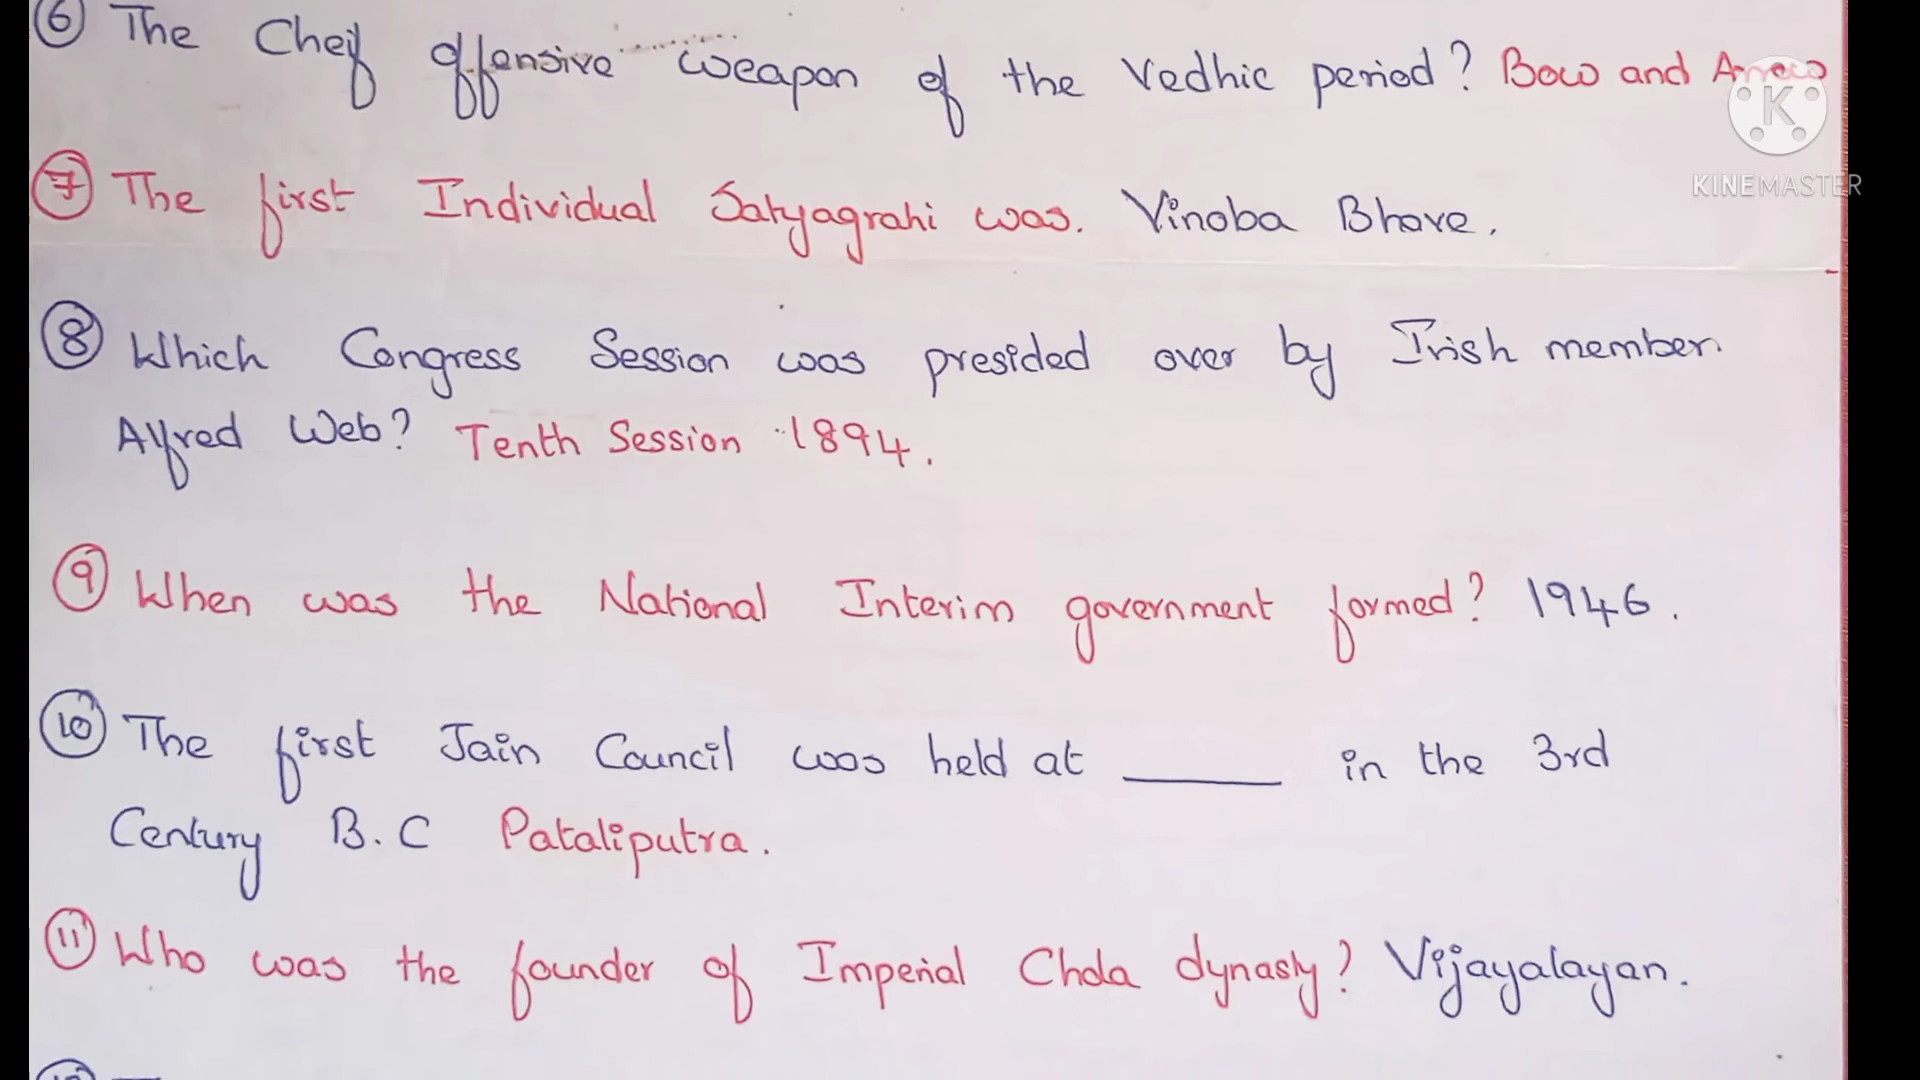 6 The Cheif offensive weapon of the Vedhic period? Bow and Arrow
K
KINEMASTER
7 The first Individual Satyagrahi was. Vinoba Bhave.
8 Which Congress Session was presided over by Irish member
Alfred Web? Tenth Session 1894.
9 When was the National Interim government formed? 1946.
10 The first Jain Council was held at ______ in the 3rd
Century B.C Pataliputra.
11 Who was the founder of Imperial Chola dynasty? Vijayalayan.